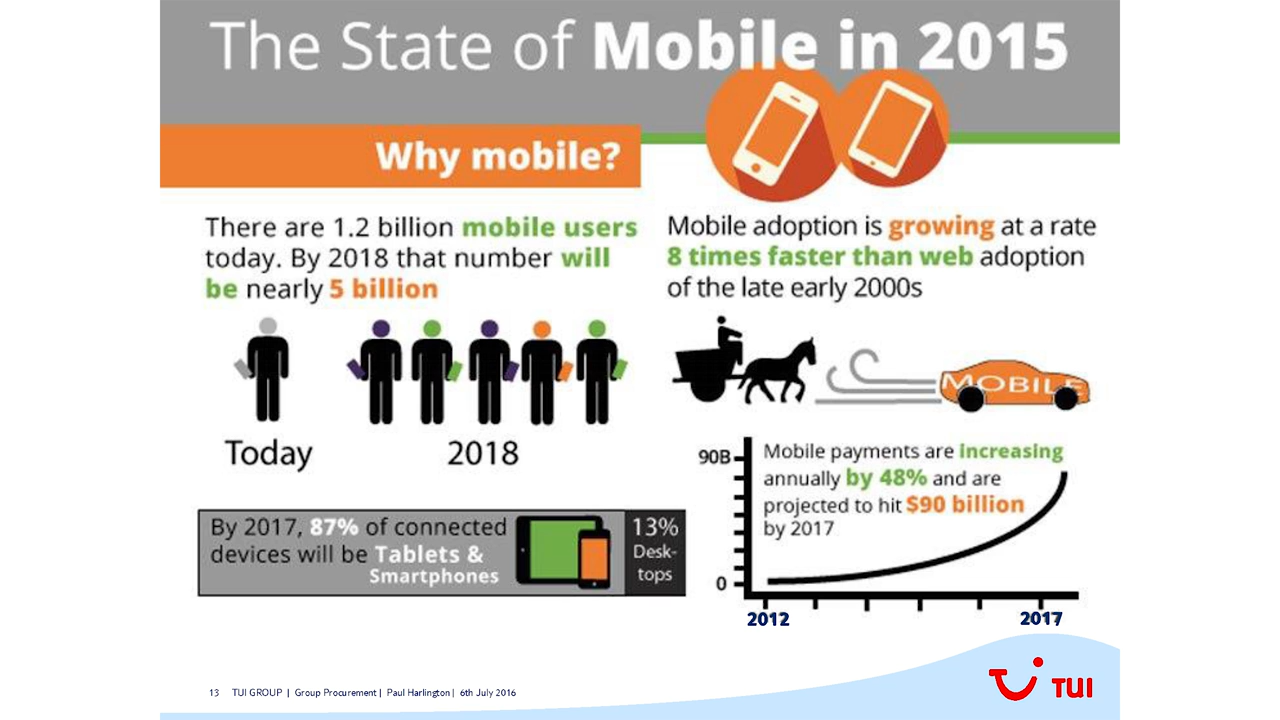 The State of Mobile in 2015
Why mobile?
There are 1.2 billion mobile users
today. By 2018 that number will
be nearly 5 billion
Today
2018
By 2017, 87% of connected
devices will be Tablets &
Smartphones
13%
Desk-
tops
Mobile adoption is growing at a rate
8 times faster than web adoption
of the late early 2000s
MOBILE
90B
0
Mobile payments are increasing
annually by 48% and are
projected to hit $90 billion
by 2017
2012
2017
13 TUI GROUP | Group Procurement | Paul Harlington | 6th July 2016
TUI